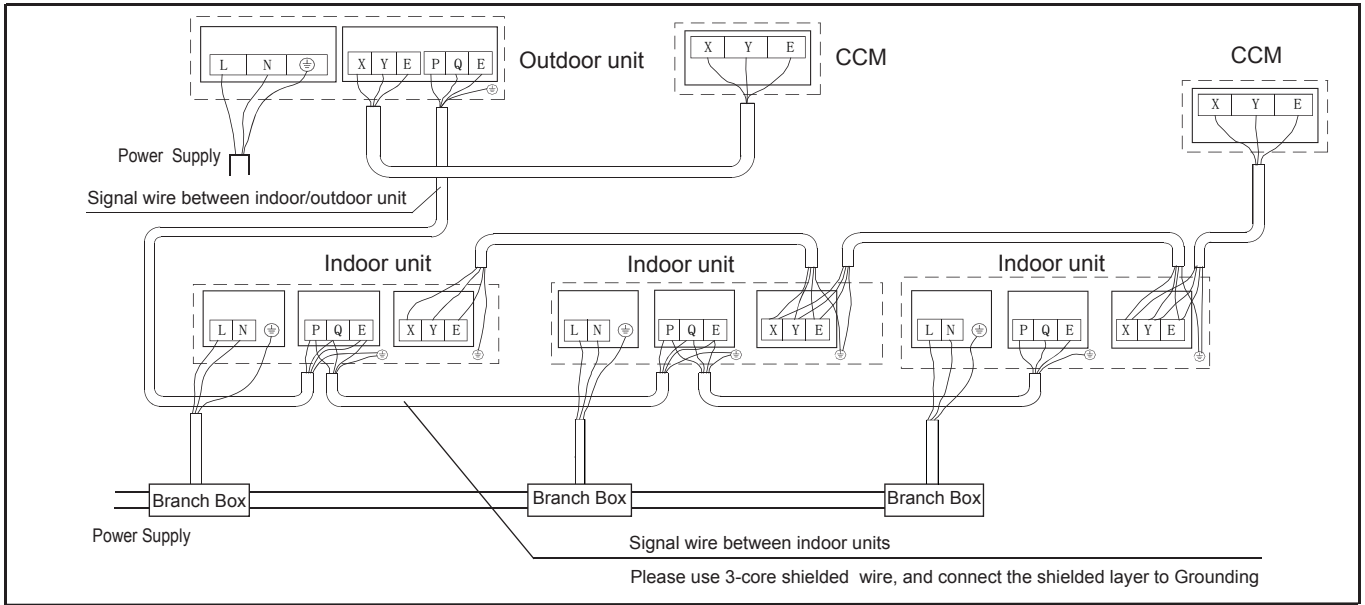 L N
X Y E P Q E
Outdoor unit
X Y E
CCM
CCM
X Y E
Power Supply
Signal wire between indoor/outdoor unit
Indoor unit
Indoor unit
Indoor unit
L N
P Q E
X Y E
L N
P Q E
X Y E
L N
P Q E
X Y E
Branch Box
Branch Box
Branch Box
Power Supply
Signal wire between indoor units
Please use 3-core shielded wire, and connect the shielded layer to Grounding